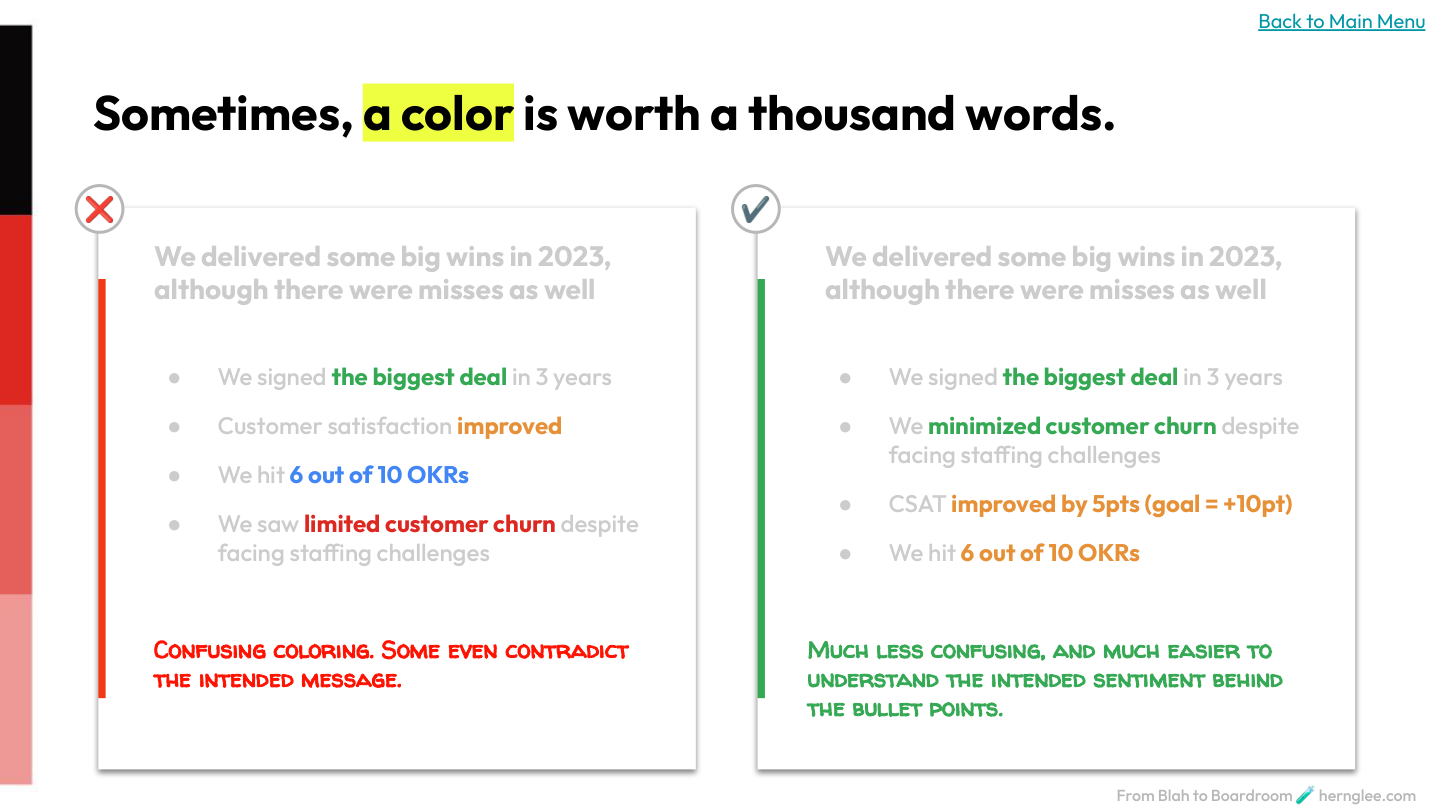 Back to Main Menu
Sometimes, a color is worth a thousand words.
We delivered some big wins in 2023,
although there were misses as well
● We signed the biggest deal in 3 years
● Customer satisfaction improved
● We hit 6 out of 10 OKRs
● We saw limited customer churn despite
facing staffing challenges
Confusing coloring. Some even contradict
the intended message.
We delivered some big wins in 2023,
although there were misses as well
● We signed the biggest deal in 3 years
● We minimized customer churn despite
facing staffing challenges
● CSAT improved by 5pts (goal = +10pt)
● We hit 6 out of 10 OKRs
Much less confusing, and much easier to
understand the intended sentiment behind
the bullet points.
From Blah to Boardroom 🧪 hernglee.com